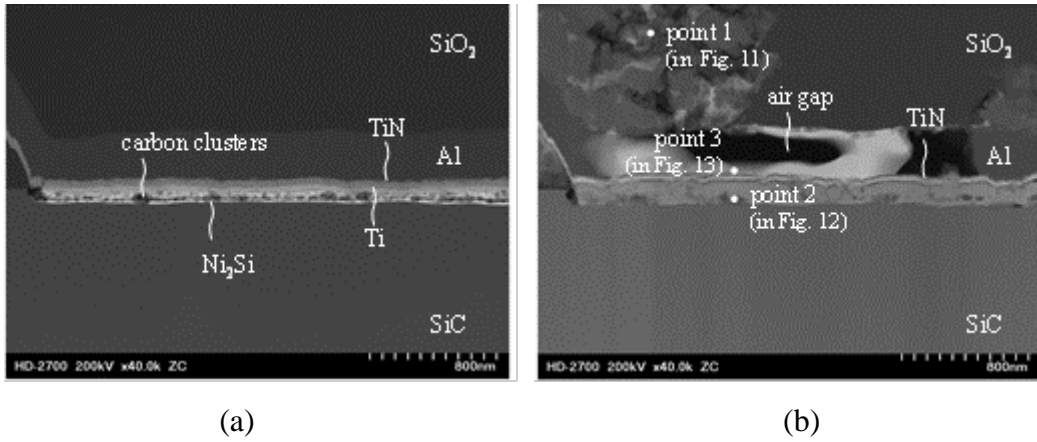 SiO₂
TiN
carbon clusters
Al
Ti
Ni₂Si
SiC
HD-2700 200kV x40.0k ZC
800nm
(a)
point 1
(in Fig. 11)
SiO₂
air gap
TiN
point 3
(in Fig. 13)
Al
point 2
(in Fig. 12)
SiC
HD-2700 200kV x40.0k ZC
800nm
(b)